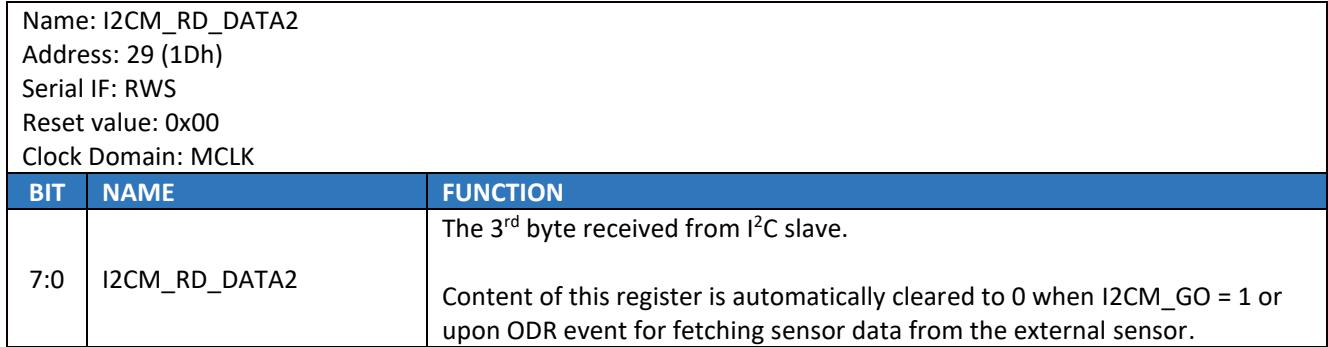 Name: I2CM_RD_DATA2
Address: 29 (1Dh)
Serial IF: RWS
Reset value: 0x00
Clock Domain: MCLK
BIT NAME FUNCTION
7:0 I2CM_RD_DATA2
The 3rd byte received from I2C slave.
Content of this register is automatically cleared to 0 when I2CM_GO = 1 or
upon ODR event for fetching sensor data from the external sensor.